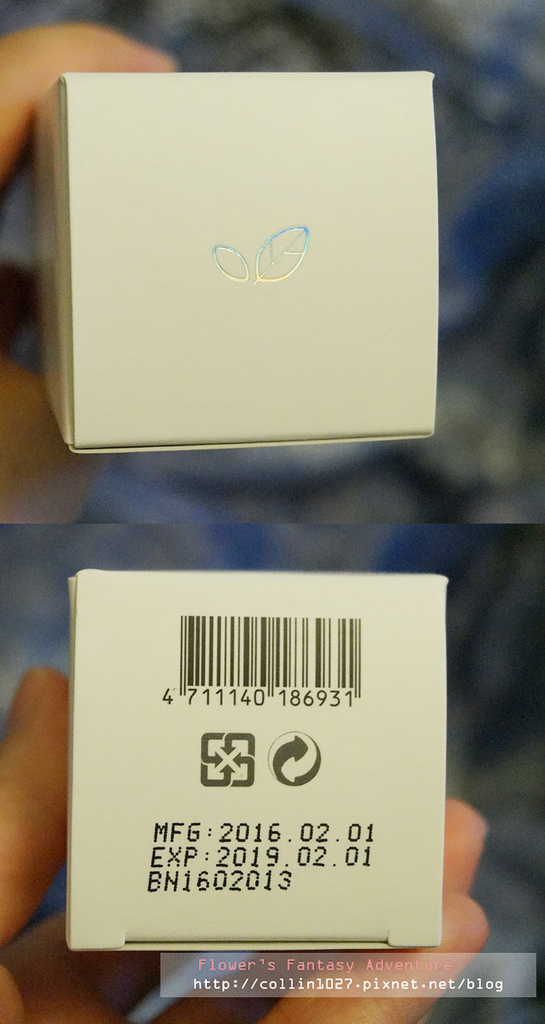 4 711140 186931
MFG:2016.02.01
EXP:2019.02.01
BN1602013
Flower's Fantasy Adventure
http://collin1027.pixnet.net/blog